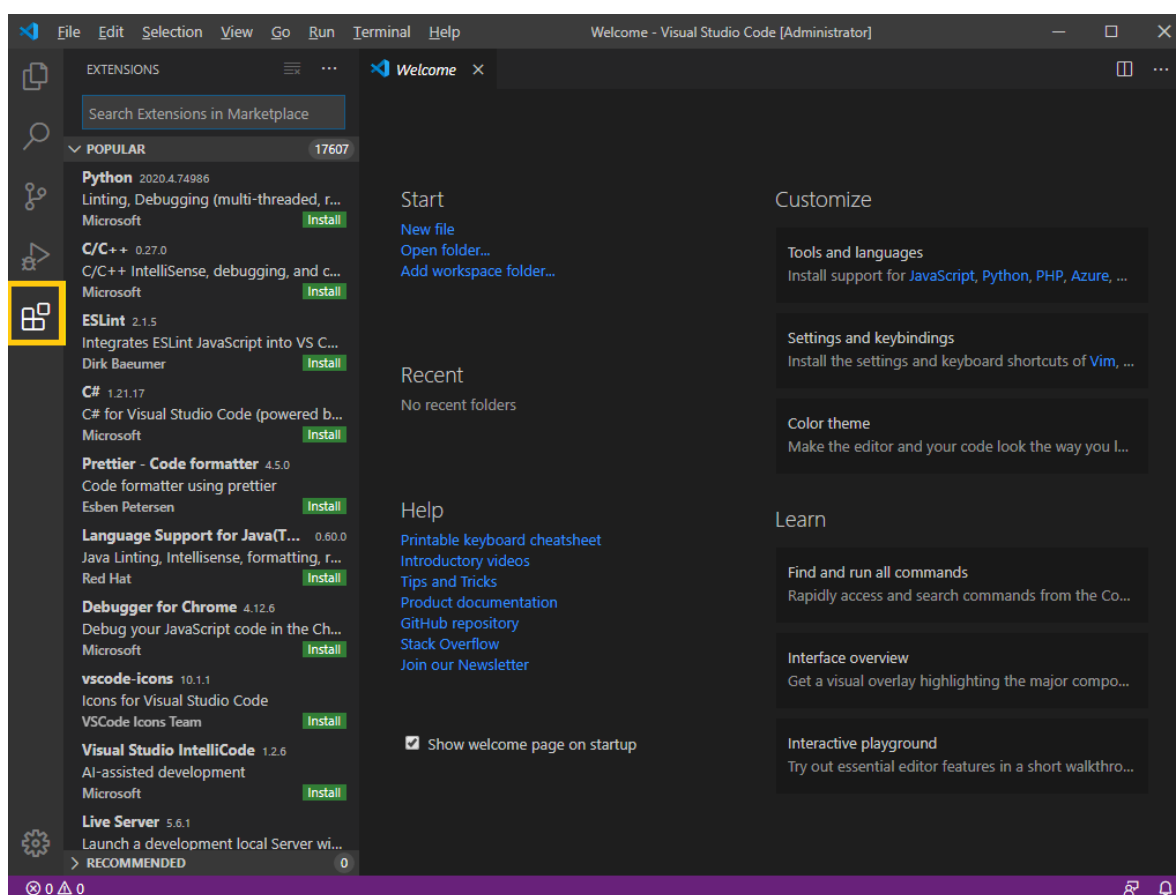 File Edit Selection View Go Run Terminal Help Welcome - Visual Studio Code [Administrator]
EXTENSIONS
Search Extensions in Marketplace
POPULAR 17607
Python 2020.4.74986
Linting, Debugging (multi-threaded, r...
Microsoft Install
C/C++ 0.27.0
C/C++ IntelliSense, debugging, and c...
Microsoft Install
ESLint 2.1.5
Integrates ESLint JavaScript into VS C...
Dirk Baeumer Install
C# 1.21.17
C# for Visual Studio Code (powered b...
Microsoft Install
Prettier - Code formatter 4.5.0
Code formatter using prettier
Esben Petersen Install
Language Support for Java(T... 0.60.0
Java Linting, Intellisense, formatting, r...
Red Hat Install
Debugger for Chrome 4.12.6
Debug your JavaScript code in the Ch...
Microsoft Install
vscode-icons 10.1.1
Icons for Visual Studio Code
VSCode Icons Team Install
Visual Studio IntelliCode 1.2.6
AI-assisted development
Microsoft Install
Live Server 5.6.1
Launch a development local Server wi...
RECOMMENDED 0
Welcome
Start
New file
Open folder...
Add workspace folder...
Recent
No recent folders
Help
Printable keyboard cheatsheet
Introductory videos
Tips and Tricks
Product documentation
GitHub repository
Stack Overflow
Join our Newsletter
Show welcome page on startup
Customize
Tools and languages
Install support for JavaScript, Python, PHP, Azure, ...
Settings and keybindings
Install the settings and keyboard shortcuts of Vim, ...
Color theme
Make the editor and your code look the way you l...
Learn
Find and run all commands
Rapidly access and search commands from the Co...
Interface overview
Get a visual overlay highlighting the major compo...
Interactive playground
Try out essential editor features in a short walkthro...
0 0